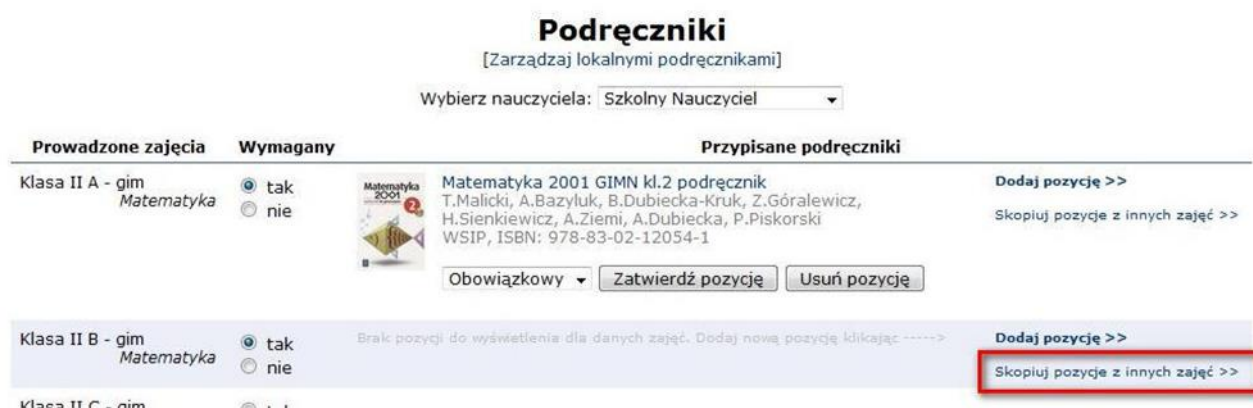 Podręczniki
[Zarządzaj lokalnymi podręcznikami]
Wybierz nauczyciela: Szkolny Nauczyciel
Prowadzone zajęcia Wymagany Przypisane podręczniki
Klasa II A - gim
Matematyka
tak
nie
Matematyka
2001
2
Matematyka 2001 GIMN kl.2 podręcznik
T.Malicki, A.Bazyluk, B.Dubiecka-Kruk, Z.Góralewicz,
H.Sienkiewicz, A.Ziemi, A.Dubiecka, P.Piskorski
WSIP, ISBN: 978-83-02-12054-1
Obowiązkowy Zatwierdź pozycję Usuń pozycję
Dodaj pozycję >>
Skopiuj pozycje z innych zajęć >>
Klasa II B - gim
Matematyka
tak
nie
Brak pozycji do wyświetlenia dla danych zajęć. Dodaj nową pozycję klikając ----->
Dodaj pozycję >>
Skopiuj pozycje z innych zajęć >>
Klasa II C - gim
tak